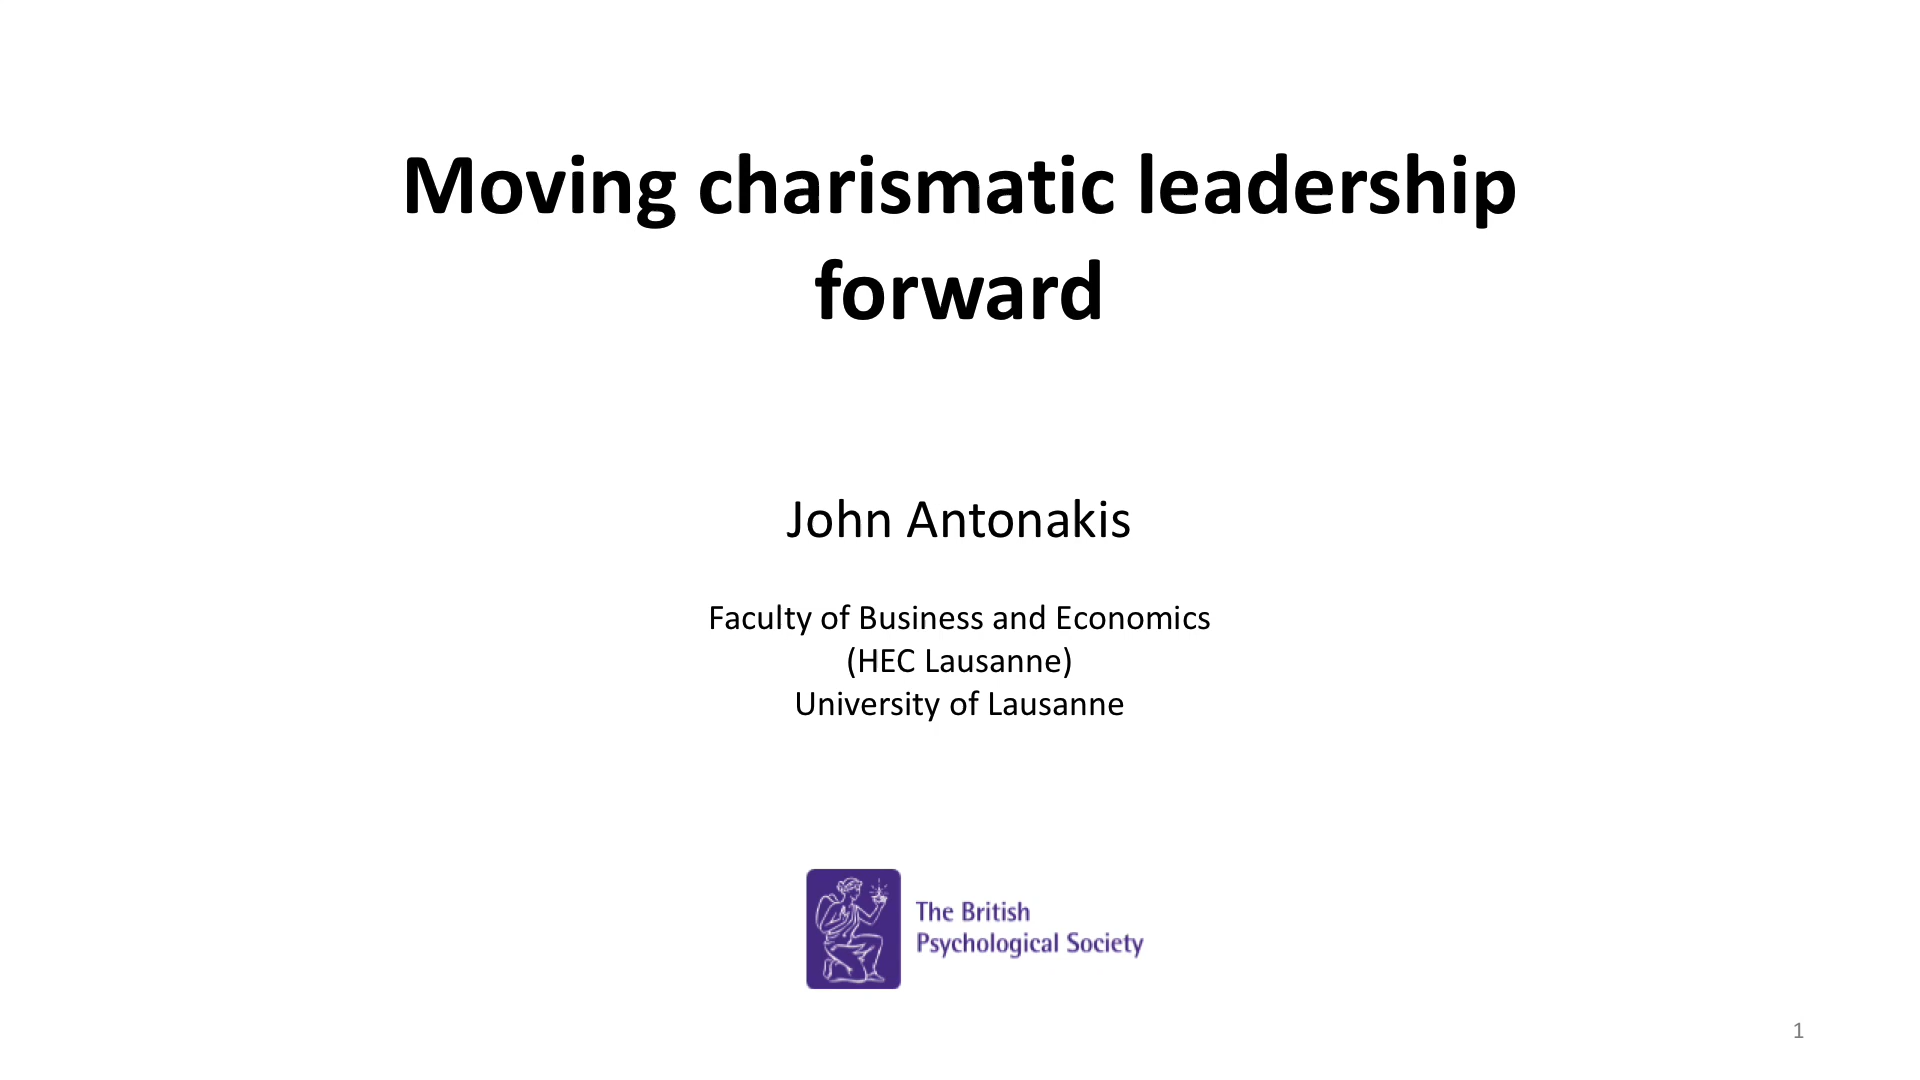 Moving charismatic leadership
forward
John Antonakis
Faculty of Business and Economics
(HEC Lausanne)
University of Lausanne
The British
Psychological Society
1